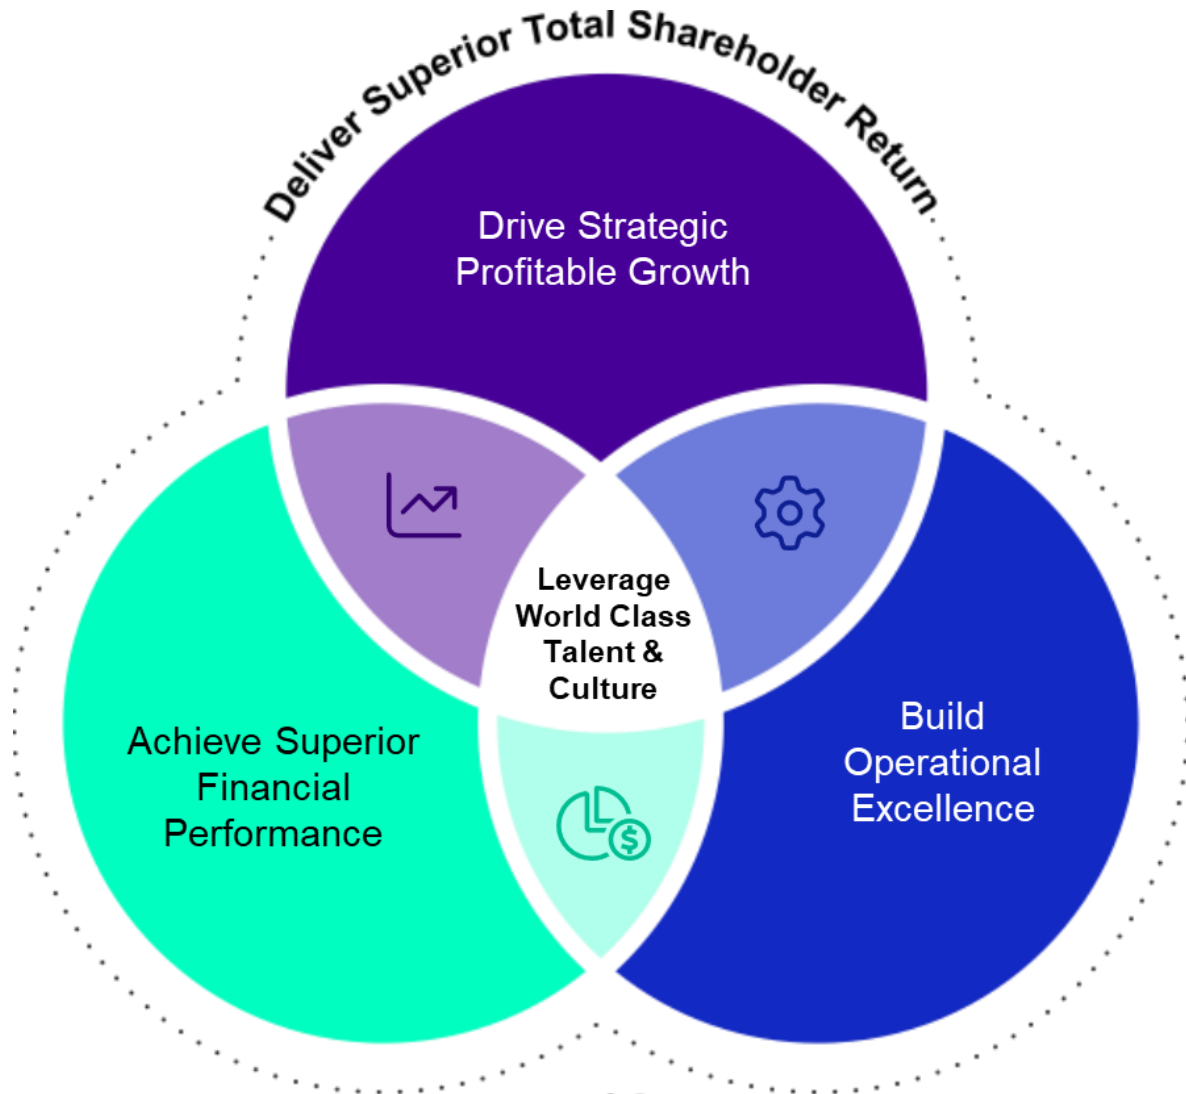 Deliver Superior Total Shareholder Return
Drive Strategic
Profitable Growth
Leverage
World Class
Talent &
Culture
Achieve Superior
Financial
Performance
Build
Operational
Excellence
$